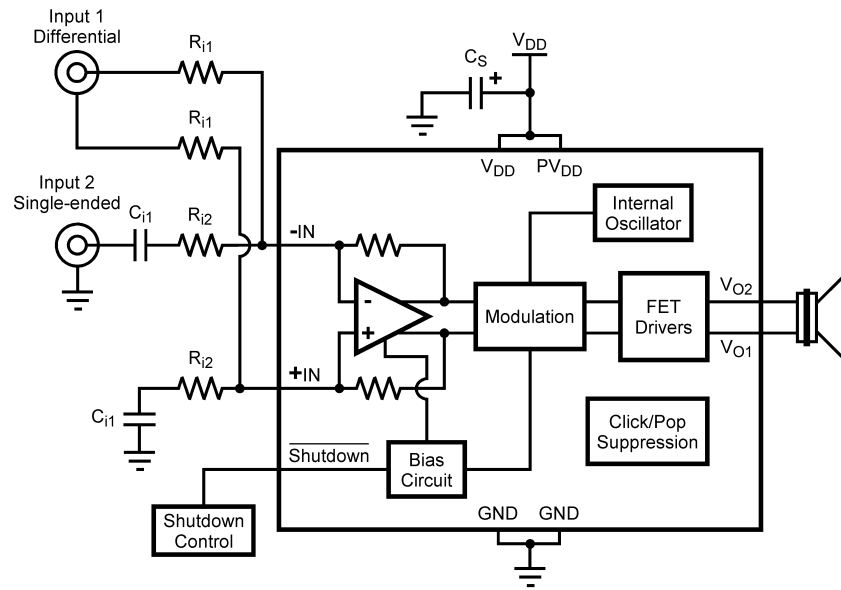 Input 1
Differential
Ri1
Ri1
Input 2
Single-ended
Ci1
Ri2
-IN
Ri2
+IN
Ci1
CS
+
VDD
VDD
PVDD
Internal
Oscillator
-
+
Modulation
FET
Drivers
VO2
VO1
Click/Pop
Suppression
Shutdown
Bias
Circuit
Shutdown
Control
GND
GND